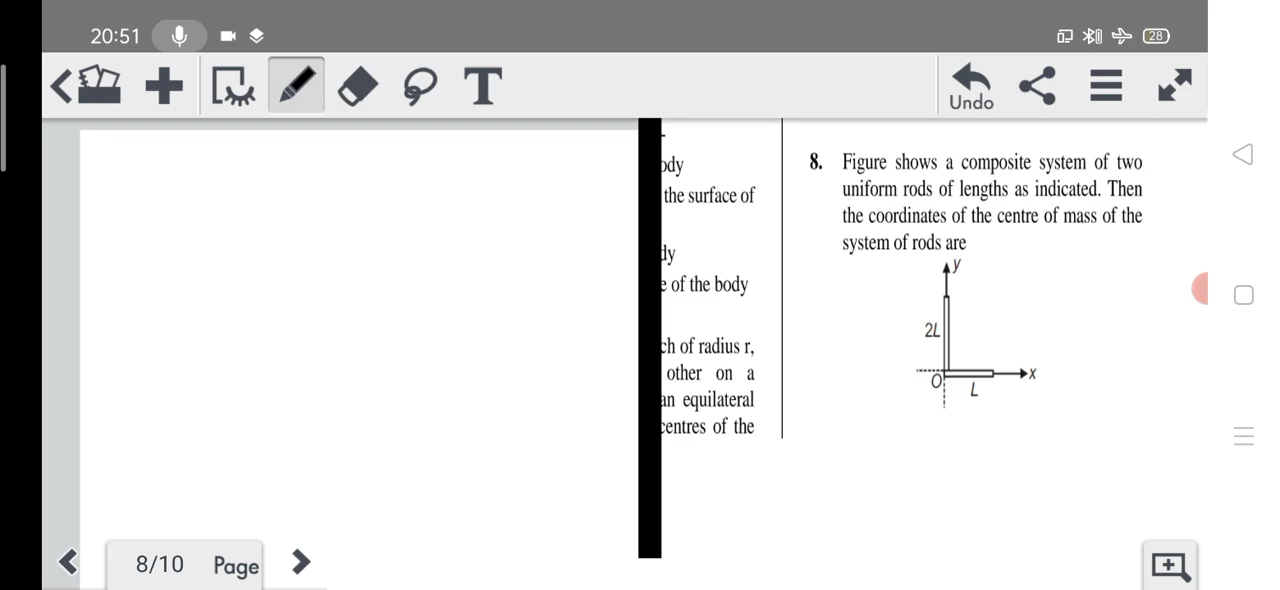 20:51
28
T
Undo
ody
the surface of
dy
e of the body
ch of radius r,
other on a
an equilateral
centres of the
8. Figure shows a composite system of two
uniform rods of lengths as indicated. Then
the coordinates of the centre of mass of the
system of rods are
y
2L
O
L
x
8/10 Page